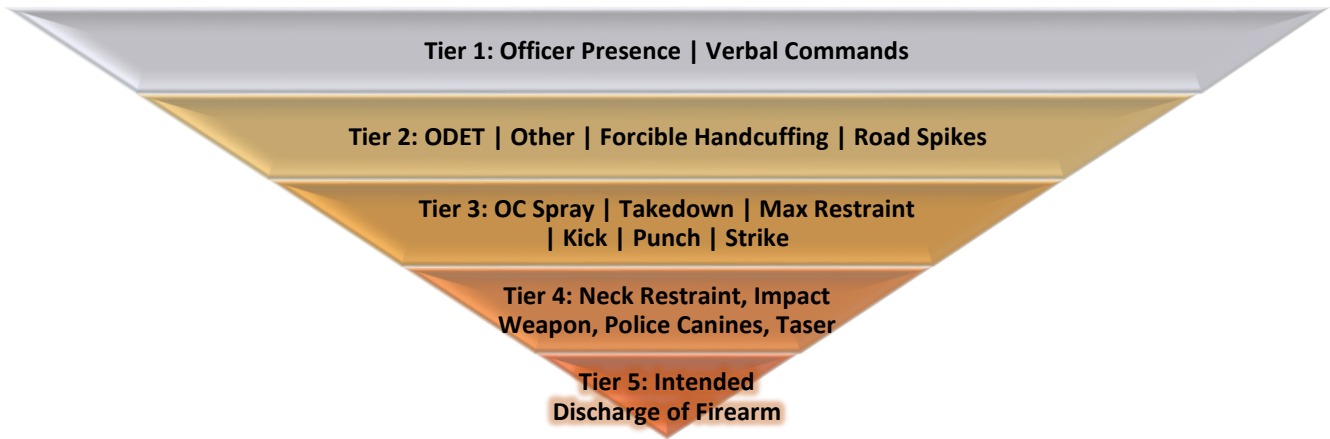 Tier 1: Officer Presence | Verbal Commands
Tier 2: ODET | Other | Forcible Handcuffing | Road Spikes
Tier 3: OC Spray | Takedown | Max Restraint
| Kick | Punch | Strike
Tier 4: Neck Restraint, Impact
Weapon, Police Canines, Taser
Tier 5: Intended
Discharge of Firearm